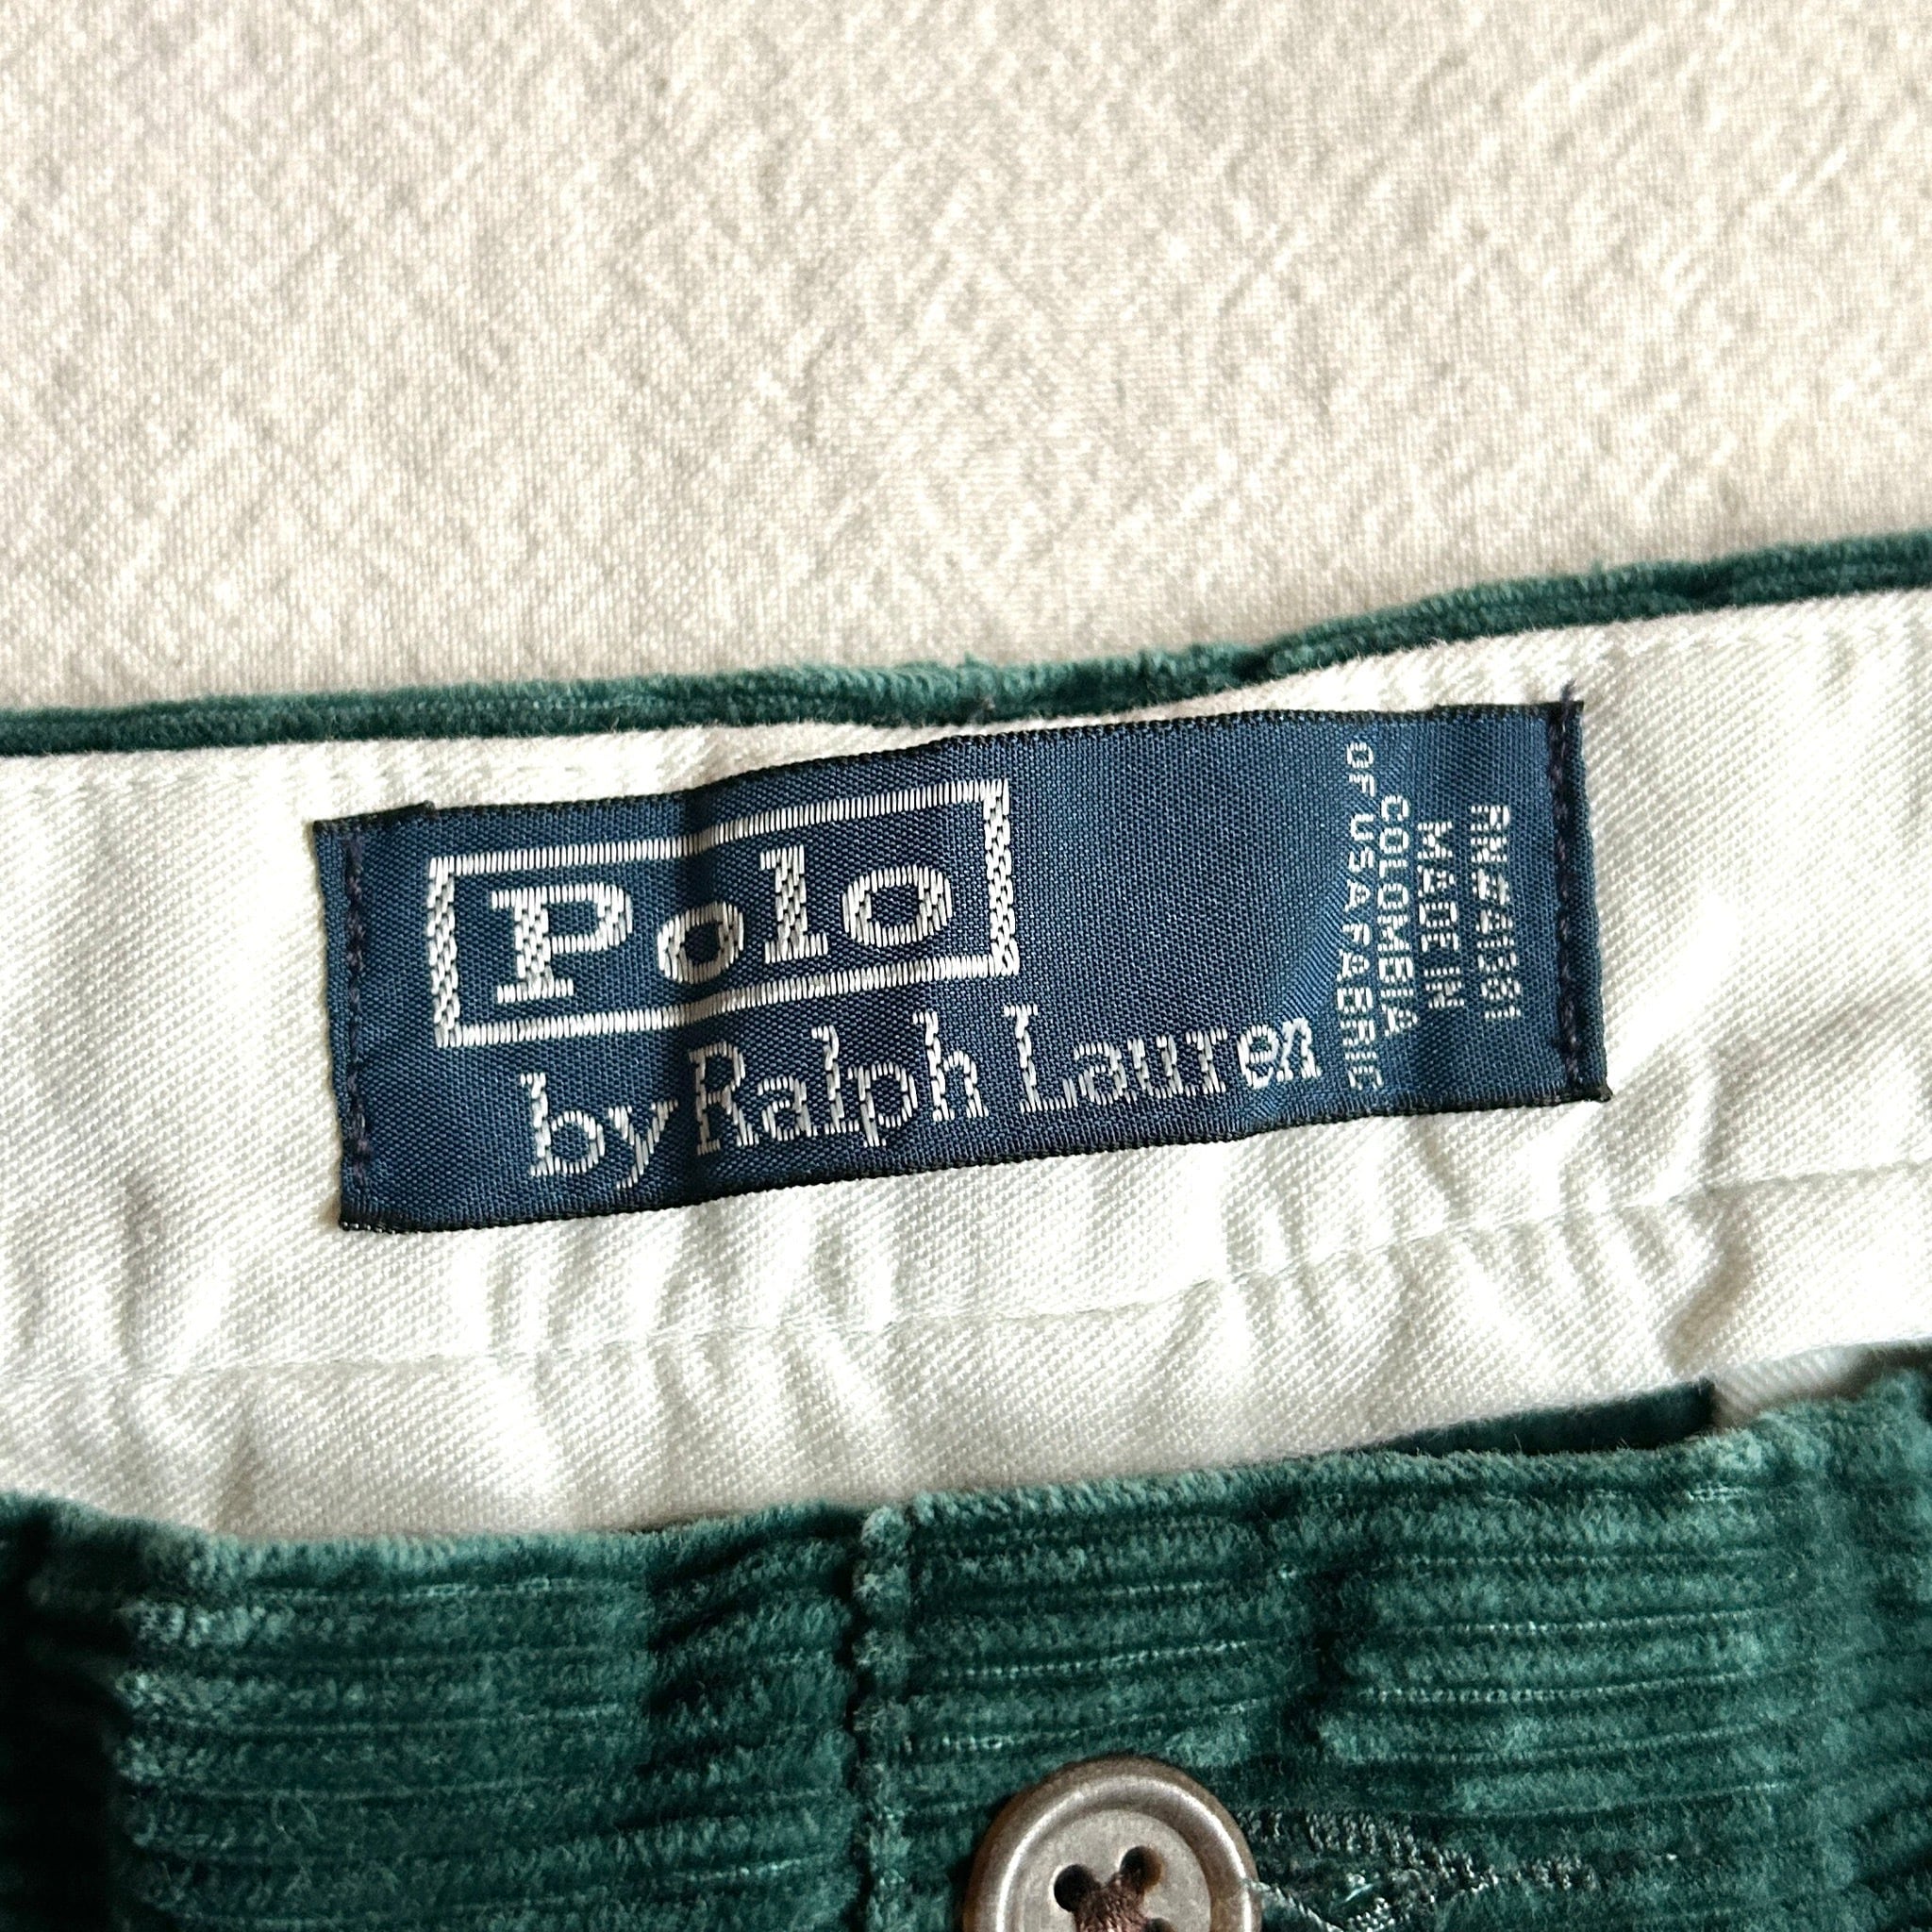 Polo
by Ralph Lauren
RN#41381
MADE IN
COLOMBIA
OF USA FABRIC